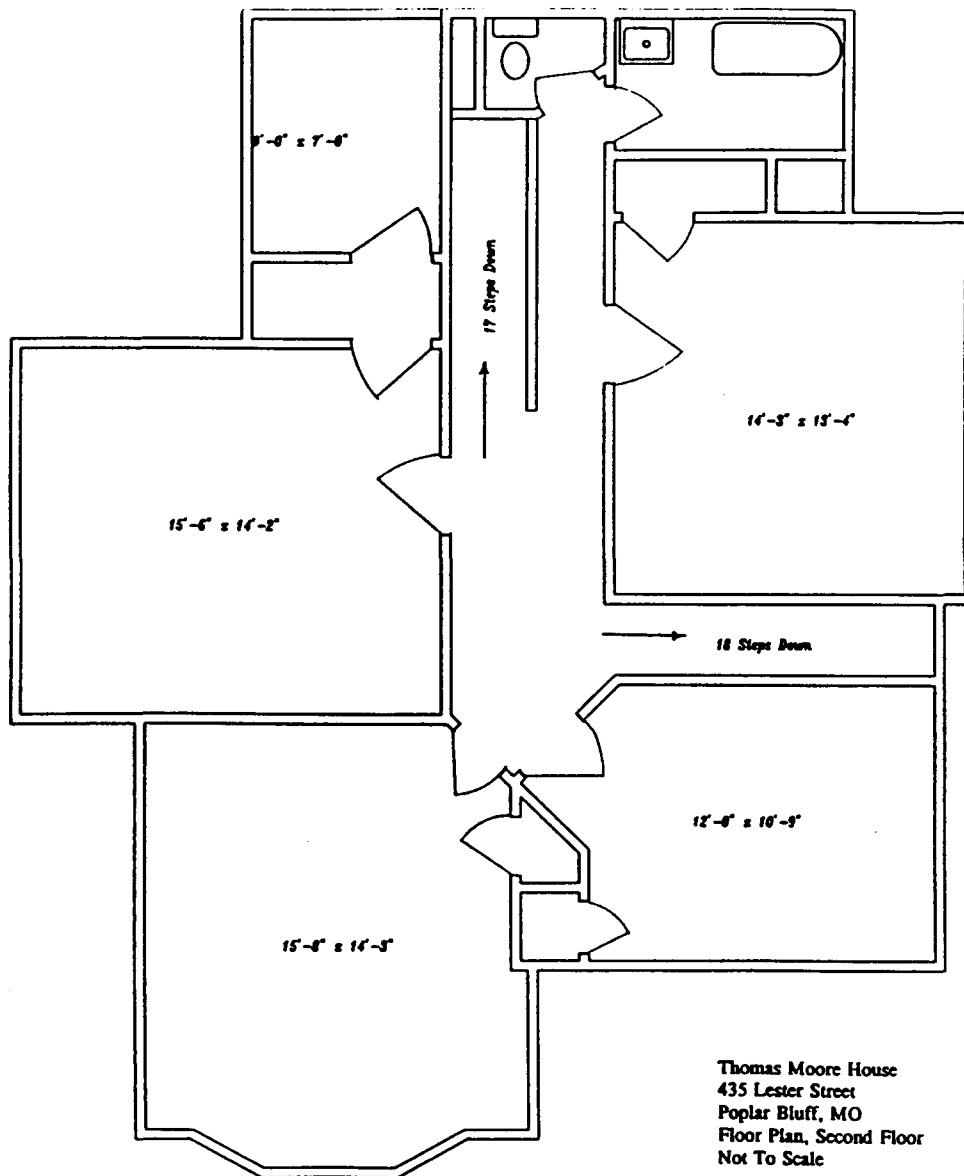 7'-6"
17 Steps Down
14'-3" x 13'-4"
15'-6" x 14'-2"
18 Steps Down
12'-8" x 10'-9"
15'-8" x 14'-3"
Thomas Moore House
435 Lester Street
Poplar Bluff, MO
Floor Plan, Second Floor
Not To Scale